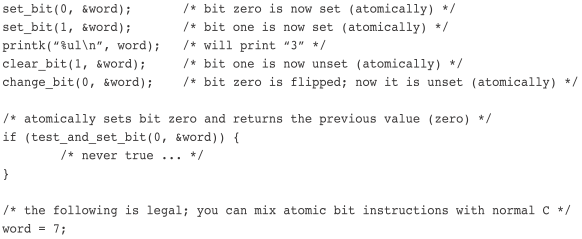 set_bit(0, &word);       /* bit zero is now set (atomically) */
set_bit(1, &word);       /* bit one is now set (atomically) */
printk(“%ul\n”, word);   /* will print “3” */
clear_bit(1, &word);     /* bit one is now unset (atomically) */
change_bit(0, &word);    /* bit zero is flipped; now it is unset (atomically) */

/* atomically sets bit zero and returns the previous value (zero) */
if (test_and_set_bit(0, &word)) {
        /* never true ... */
}

/* the following is legal; you can mix atomic bit instructions with normal C */
word = 7;